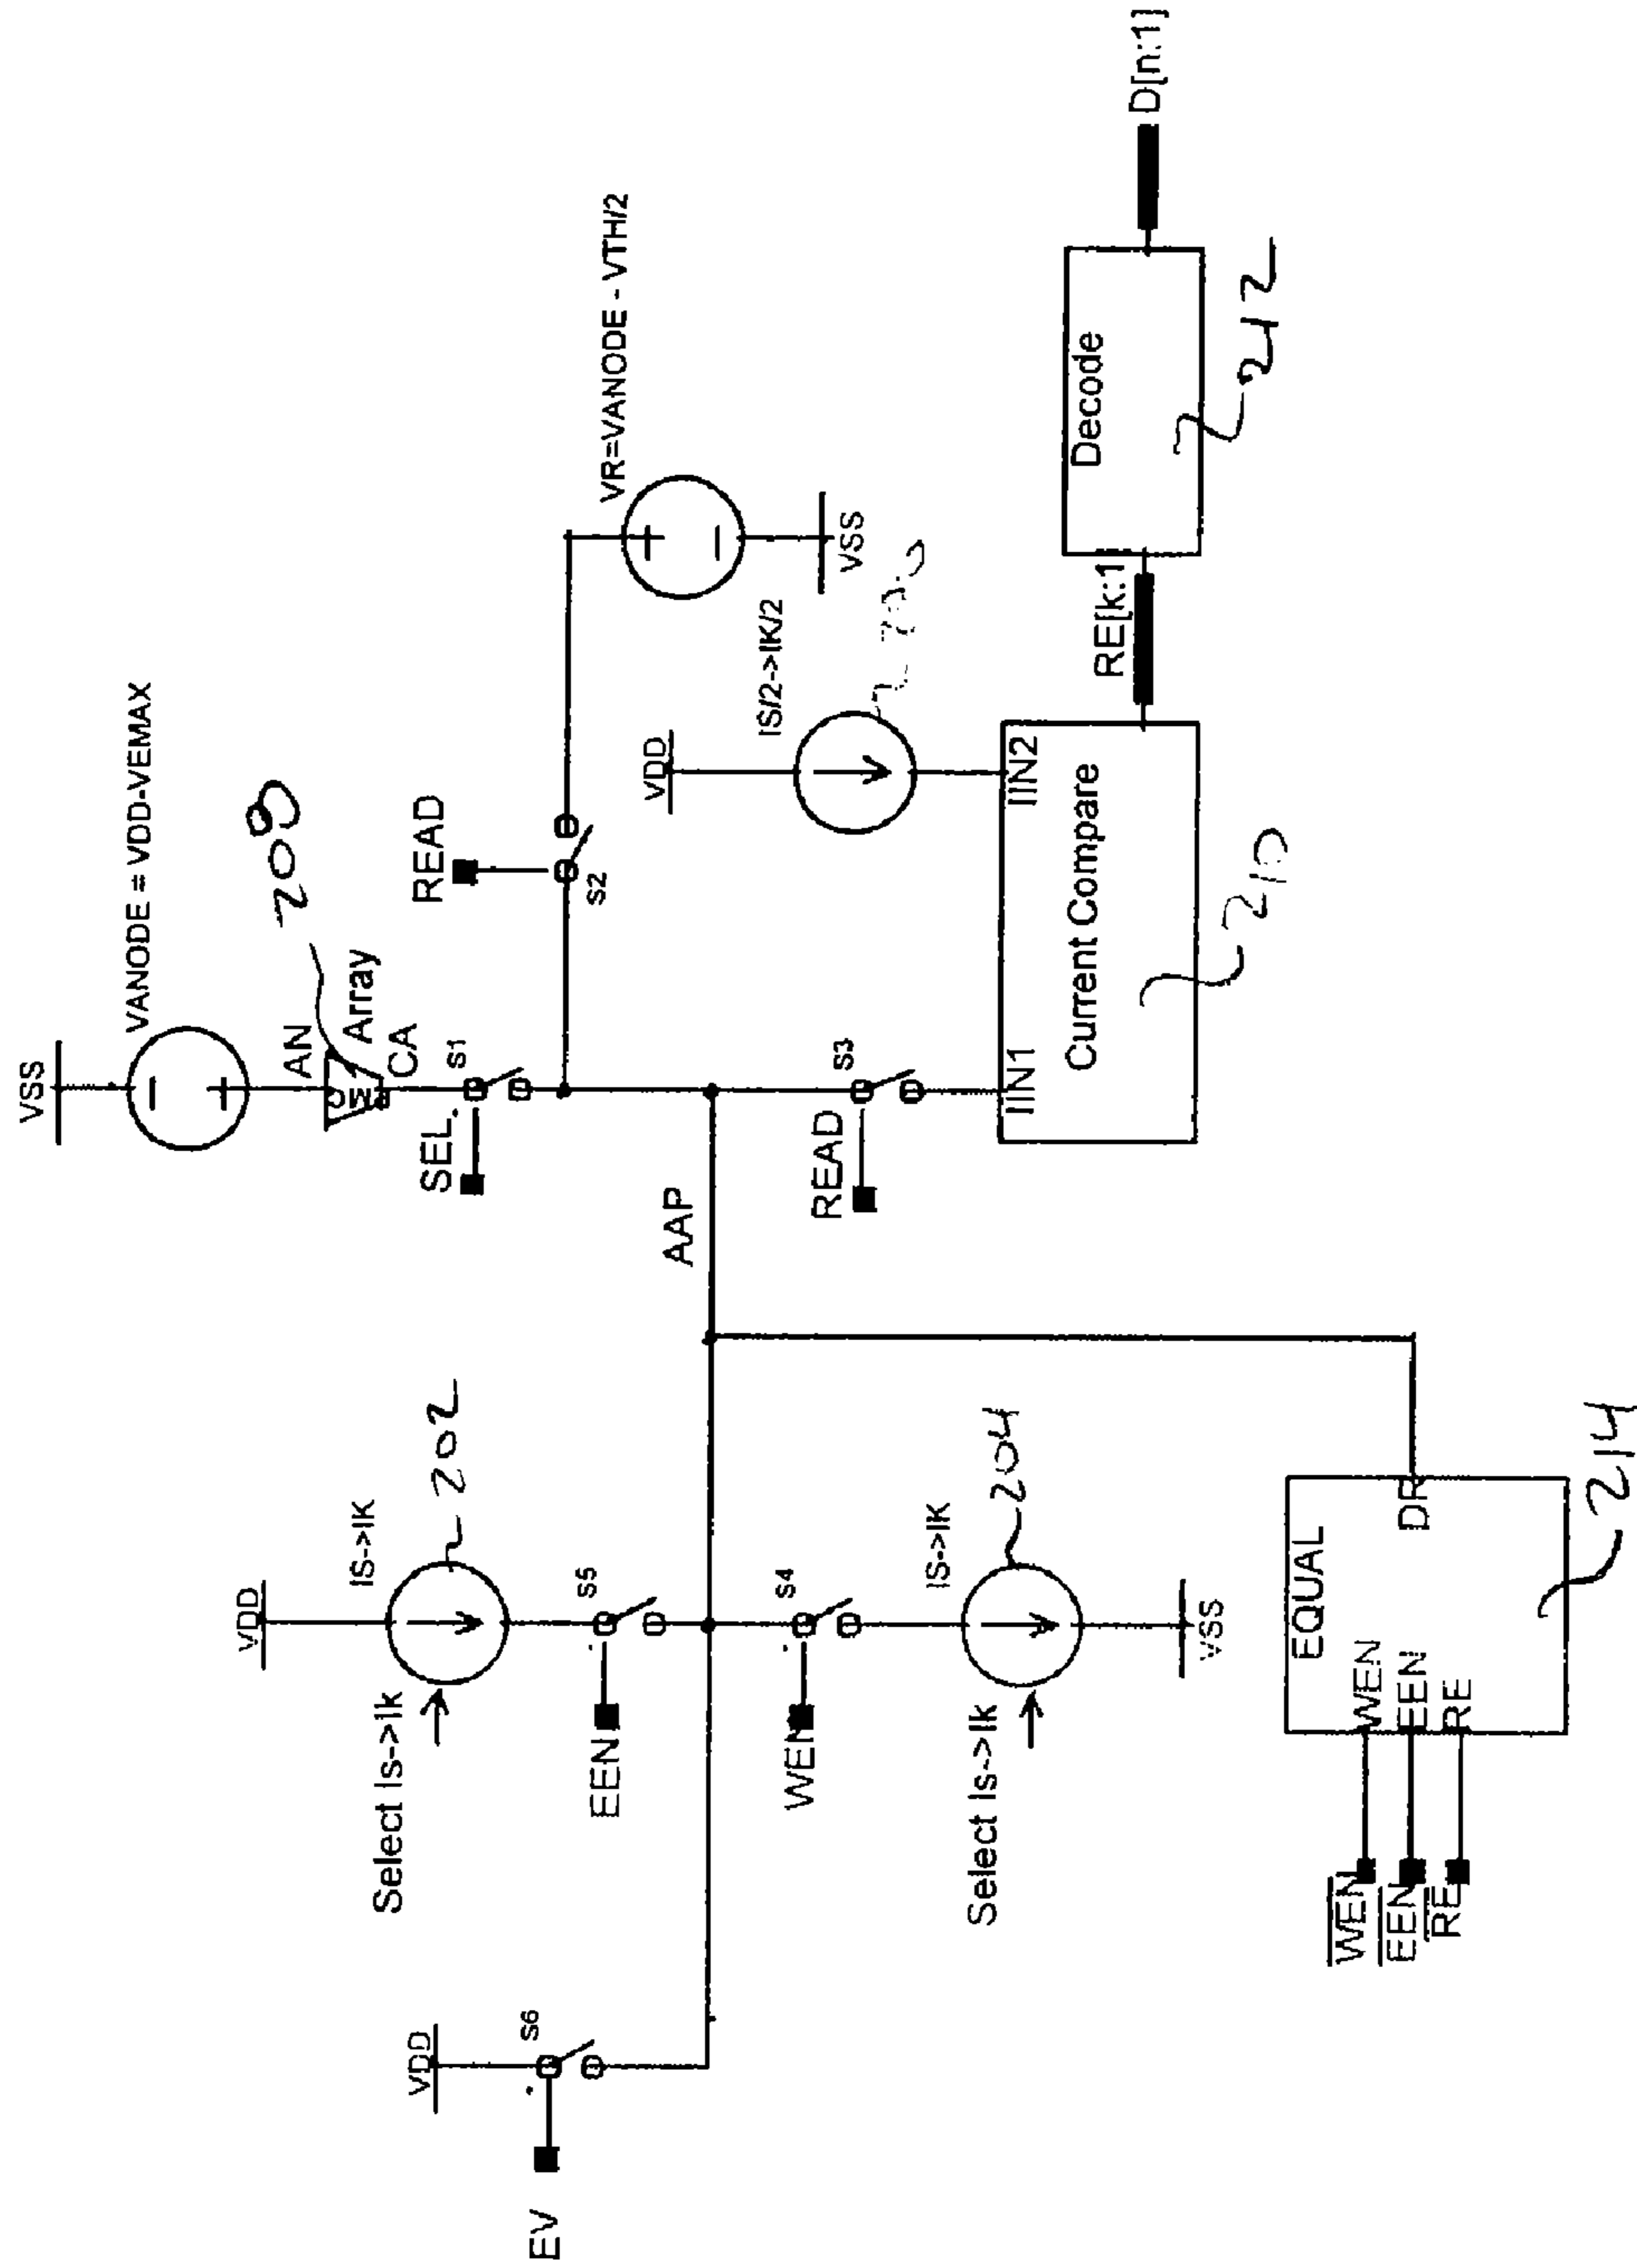 VSS
VANODE = VDD-VEMAX
AN
Array
CA
802
SEL
s1
READ
s2
VR=VANODE - VTH/2
VSS
AAP
READ
s3
VDD
IS/2->IK/2
IIN1
IIN2
Current Compare
210
RE[k:1]
Decode
212
D[n:1]
VDD
IS->IK
202
Select Is->Ik
EEN
s5
WEN
s4
IS->IK
204
Select Is->Ik
VSS
VDD
s6
EV
EQUAL
WEN
EEN
RE
WEN
EEN
RE
214